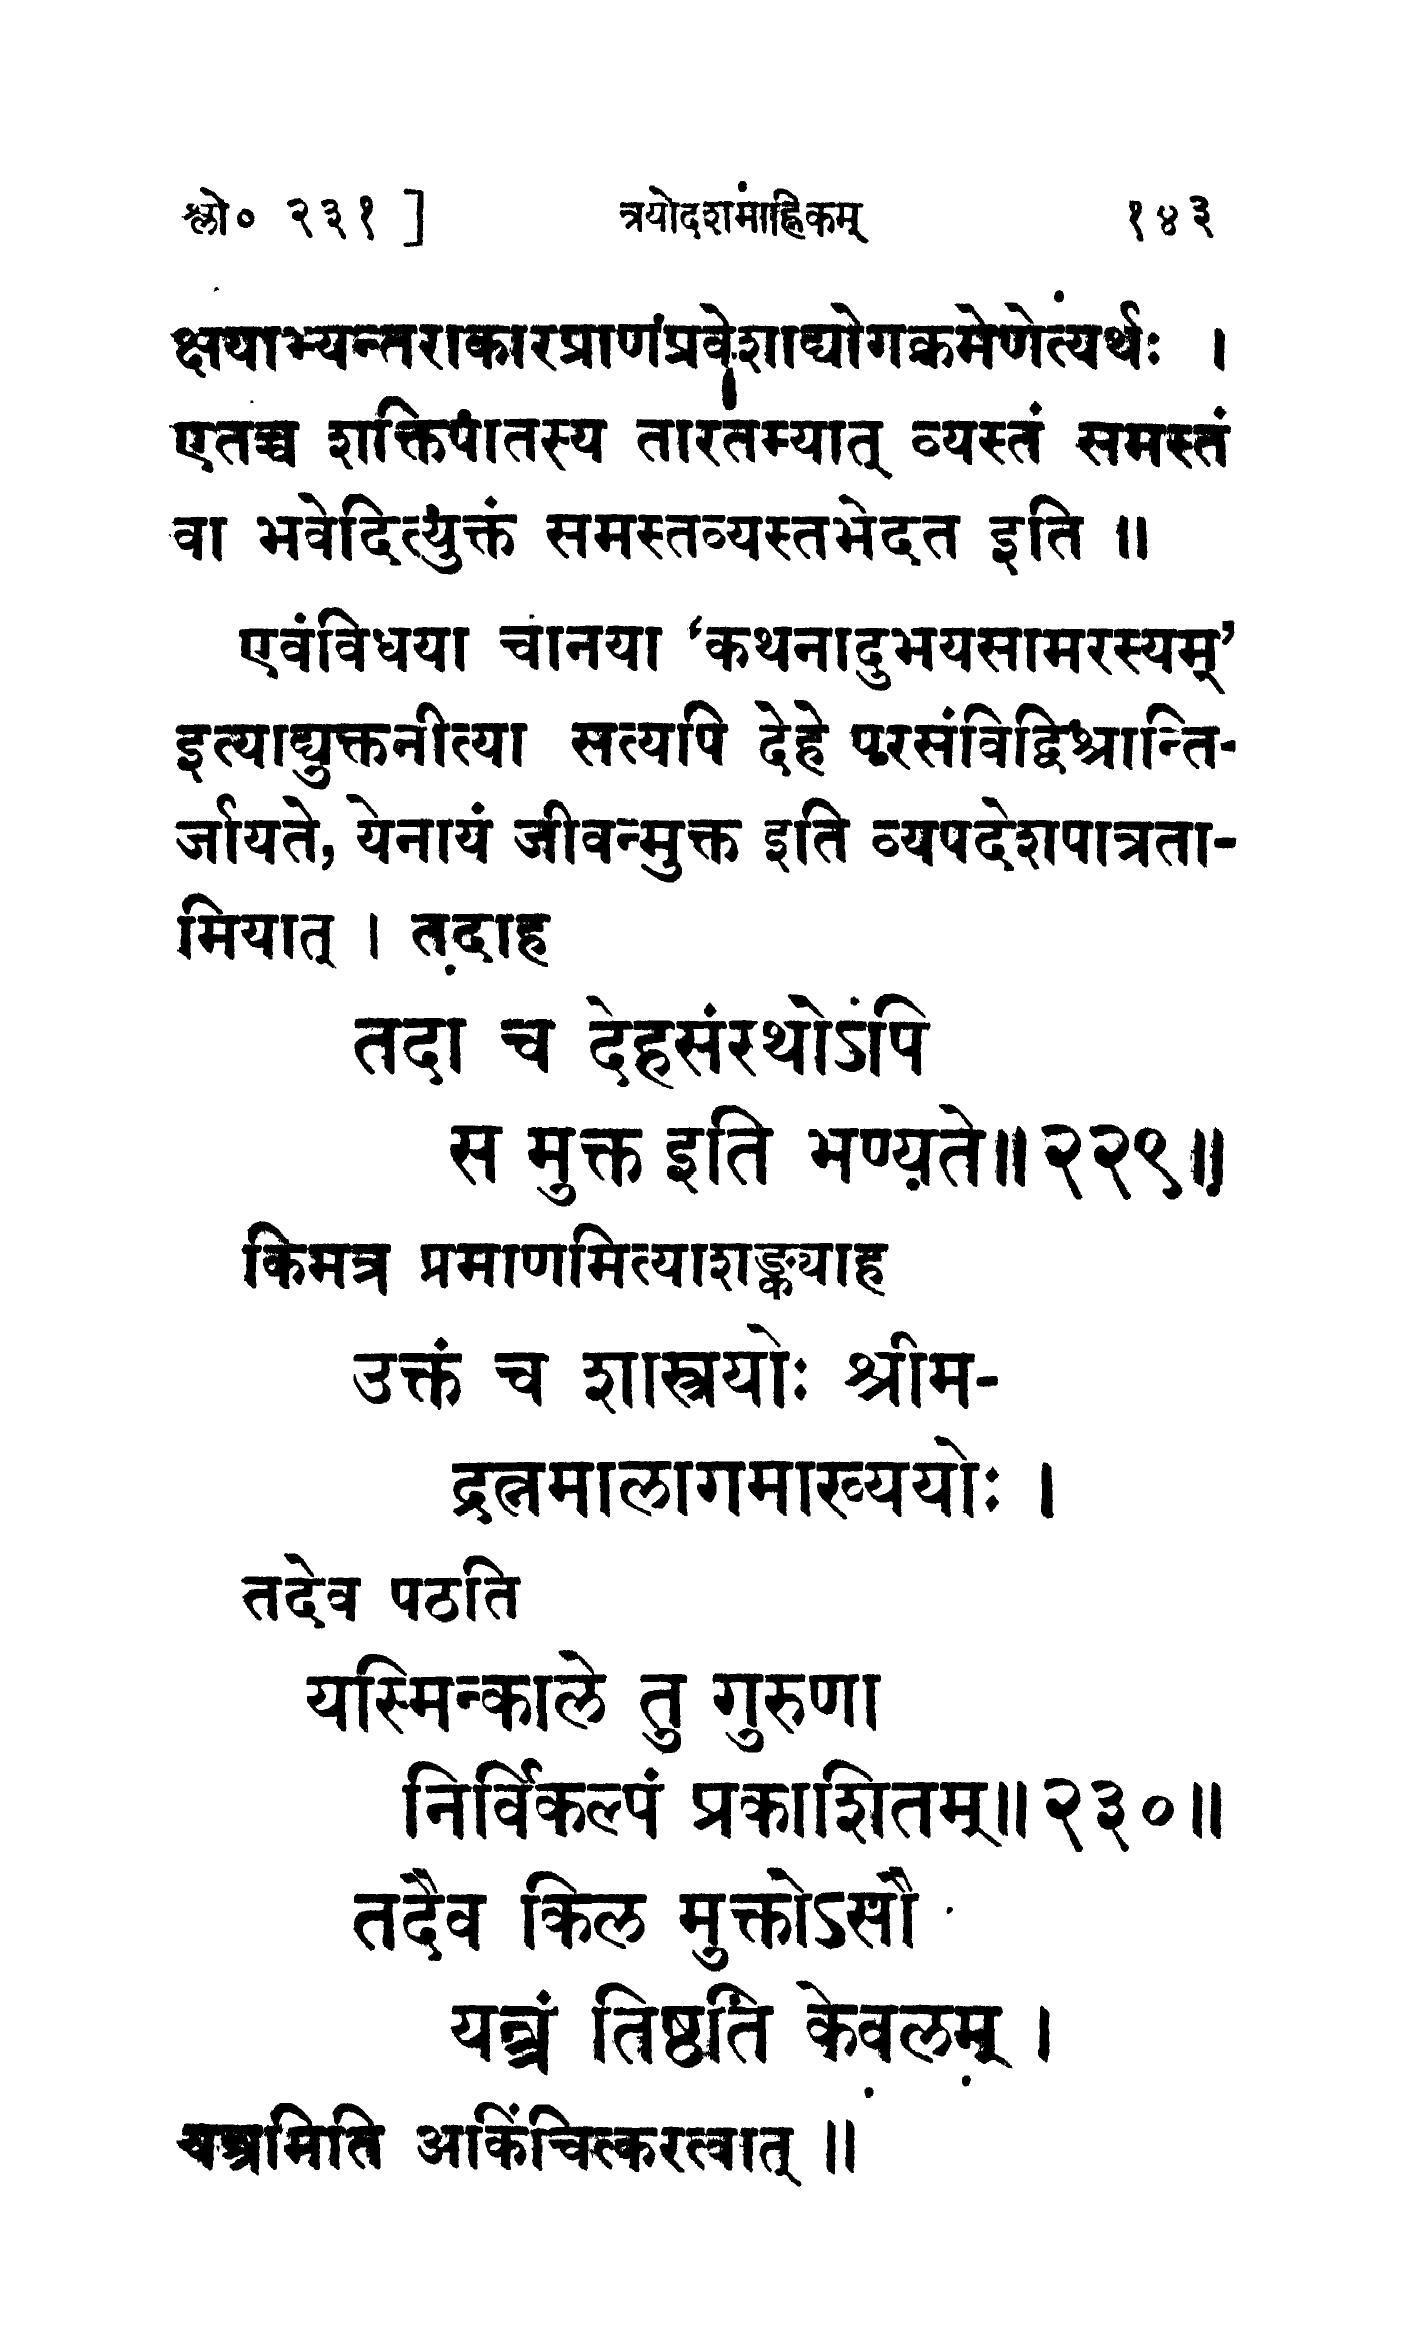 श्लो० २३१ ] त्रयोदशमाह्निकम् १४३
क्षयाभ्यन्तराकारप्राणप्रवेशाद्योगक्रमेणेत्यर्थः ।
एतच्च शक्तिपातस्य तारतम्यात् व्यस्तं समस्तं
वा भवेदित्युक्तं समस्तव्यस्तभेदत इति ॥
एवंविधया चानया ‘कथनादुभयसामरस्यम्’
इत्याद्युक्तनीत्या सत्यपि देहे परसंविद्विश्रान्ति-
र्जायते, येनायं जीवन्मुक्त इति व्यपदेशपात्रता-
मियात् । तदाह
तदा च देहसंस्थोऽपि
स मुक्त इति भण्यते॥२२९॥
किमत्र प्रमाणमित्याशङ्क्याह
उक्तं च शास्त्रयोः श्रीम-
द्रत्नमालागमाख्ययोः ।
तदेव पठति
यस्मिन्काले तु गुरुणा
निर्विकल्पं प्रकाशितम्॥२३०॥
तदैव किल मुक्तोऽसौ
यन्त्रं तिष्ठति केवलम् ।
यन्त्रमिति अकिंचित्करत्वात् ॥